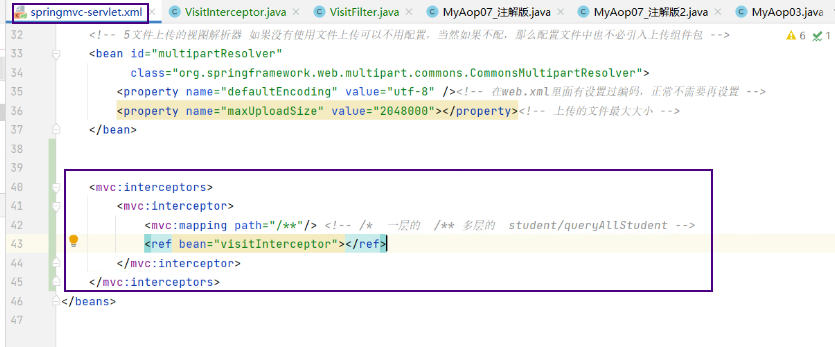 springmvc-servlet.xml VisitInterceptor.java VisitFilter.java MyAop07_注解版.java MyAop07_注解版2.java MyAop03.java
32 <!-- 5文件上传的视图解析器 如果没有使用文件上传可以不用配置，当然如果不配，那么配置文件中也不必引入上传组件包 --> 6 1
33 <bean id="multipartResolver"
34 class="org.springframework.web.multipart.commons.CommonsMultipartResolver">
35 <property name="defaultEncoding" value="utf-8" /><!-- 在web.xml里面有设置过编码，正常不需要再设置 -->
36 <property name="maxUploadSize" value="2048000"></property><!-- 上传的文件最大大小 -->
37 </bean>
38
39
40 <mvc:interceptors>
41 <mvc:interceptor>
42 <mvc:mapping path="/**"/> <!-- /* 一层的 /** 多层的 student/queryAllStudent -->
43 <ref bean="visitInterceptor"></ref>
44 </mvc:interceptor>
45 </mvc:interceptors>
46 </beans>
47